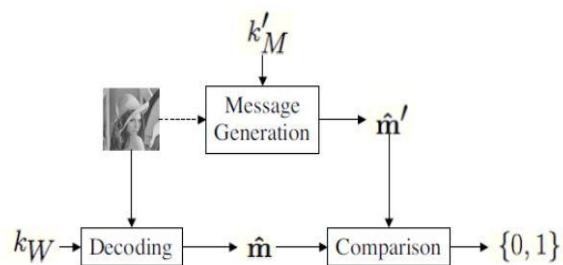 k′_M
Message
Generation
m̂′
k_W
Decoding
m̂
Comparison
{0, 1}